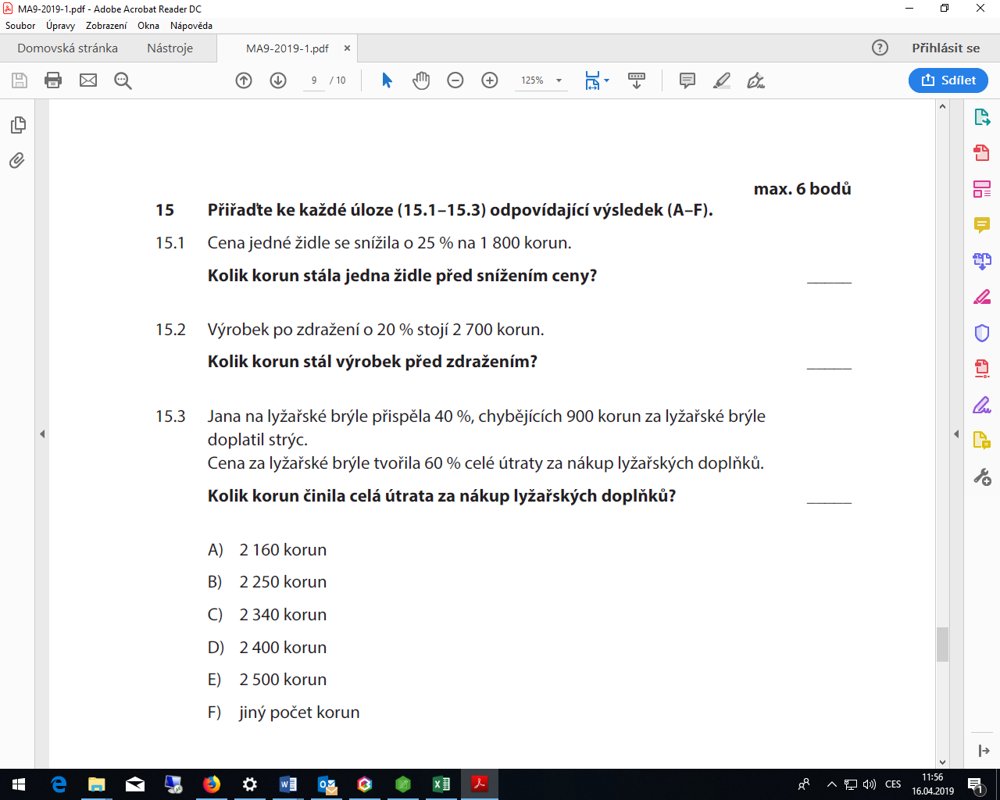 MA9-2019-1.pdf - Adobe Acrobat Reader DC
Soubor Úpravy Zobrazení Okna Nápověda
Domovská stránka Nástroje MA9-2019-1.pdf × Přihlásit se
9 / 10 125% Sdílet
max. 6 bodů
15 Přiřaďte ke každé úloze (15.1–15.3) odpovídající výsledek (A–F).
15.1 Cena jedné židle se snížila o 25 % na 1 800 korun.
Kolik korun stála jedna židle před snížením ceny? _____
15.2 Výrobek po zdražení o 20 % stojí 2 700 korun.
Kolik korun stál výrobek před zdražením? _____
15.3 Jana na lyžařské brýle přispěla 40 %, chybějících 900 korun za lyžařské brýle
doplatil strýc.
Cena za lyžařské brýle tvořila 60 % celé útraty za nákup lyžařských doplňků.
Kolik korun činila celá útrata za nákup lyžařských doplňků? _____
A) 2 160 korun
B) 2 250 korun
C) 2 340 korun
D) 2 400 korun
E) 2 500 korun
F) jiný počet korun
CES 11:56
16.04.2019 1